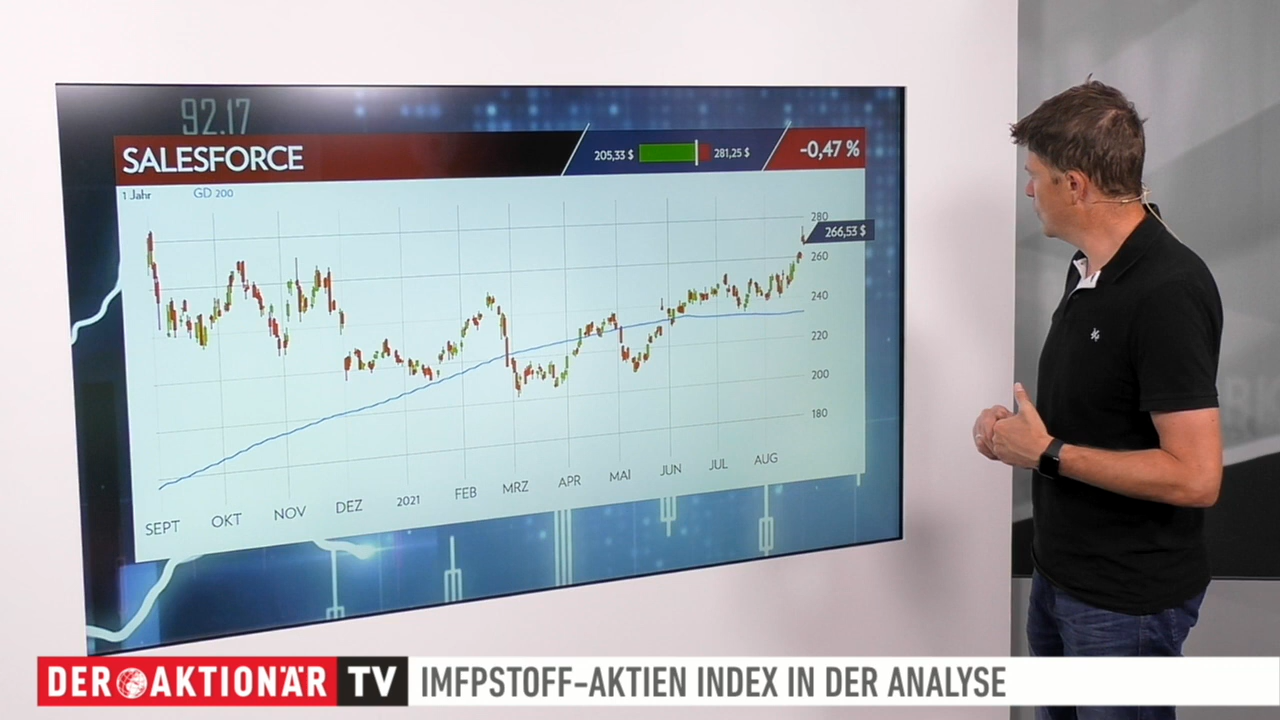 92.17
SALESFORCE
205,33 $ 281,25 $ -0,47 %
1 Jahr GD 200
280
266,53 $
260
240
220
200
180
SEPT OKT NOV DEZ 2021 FEB MRZ APR MAI JUN JUL AUG
DER AKTIONÄR TV IMFPSTOFF-AKTIEN INDEX IN DER ANALYSE